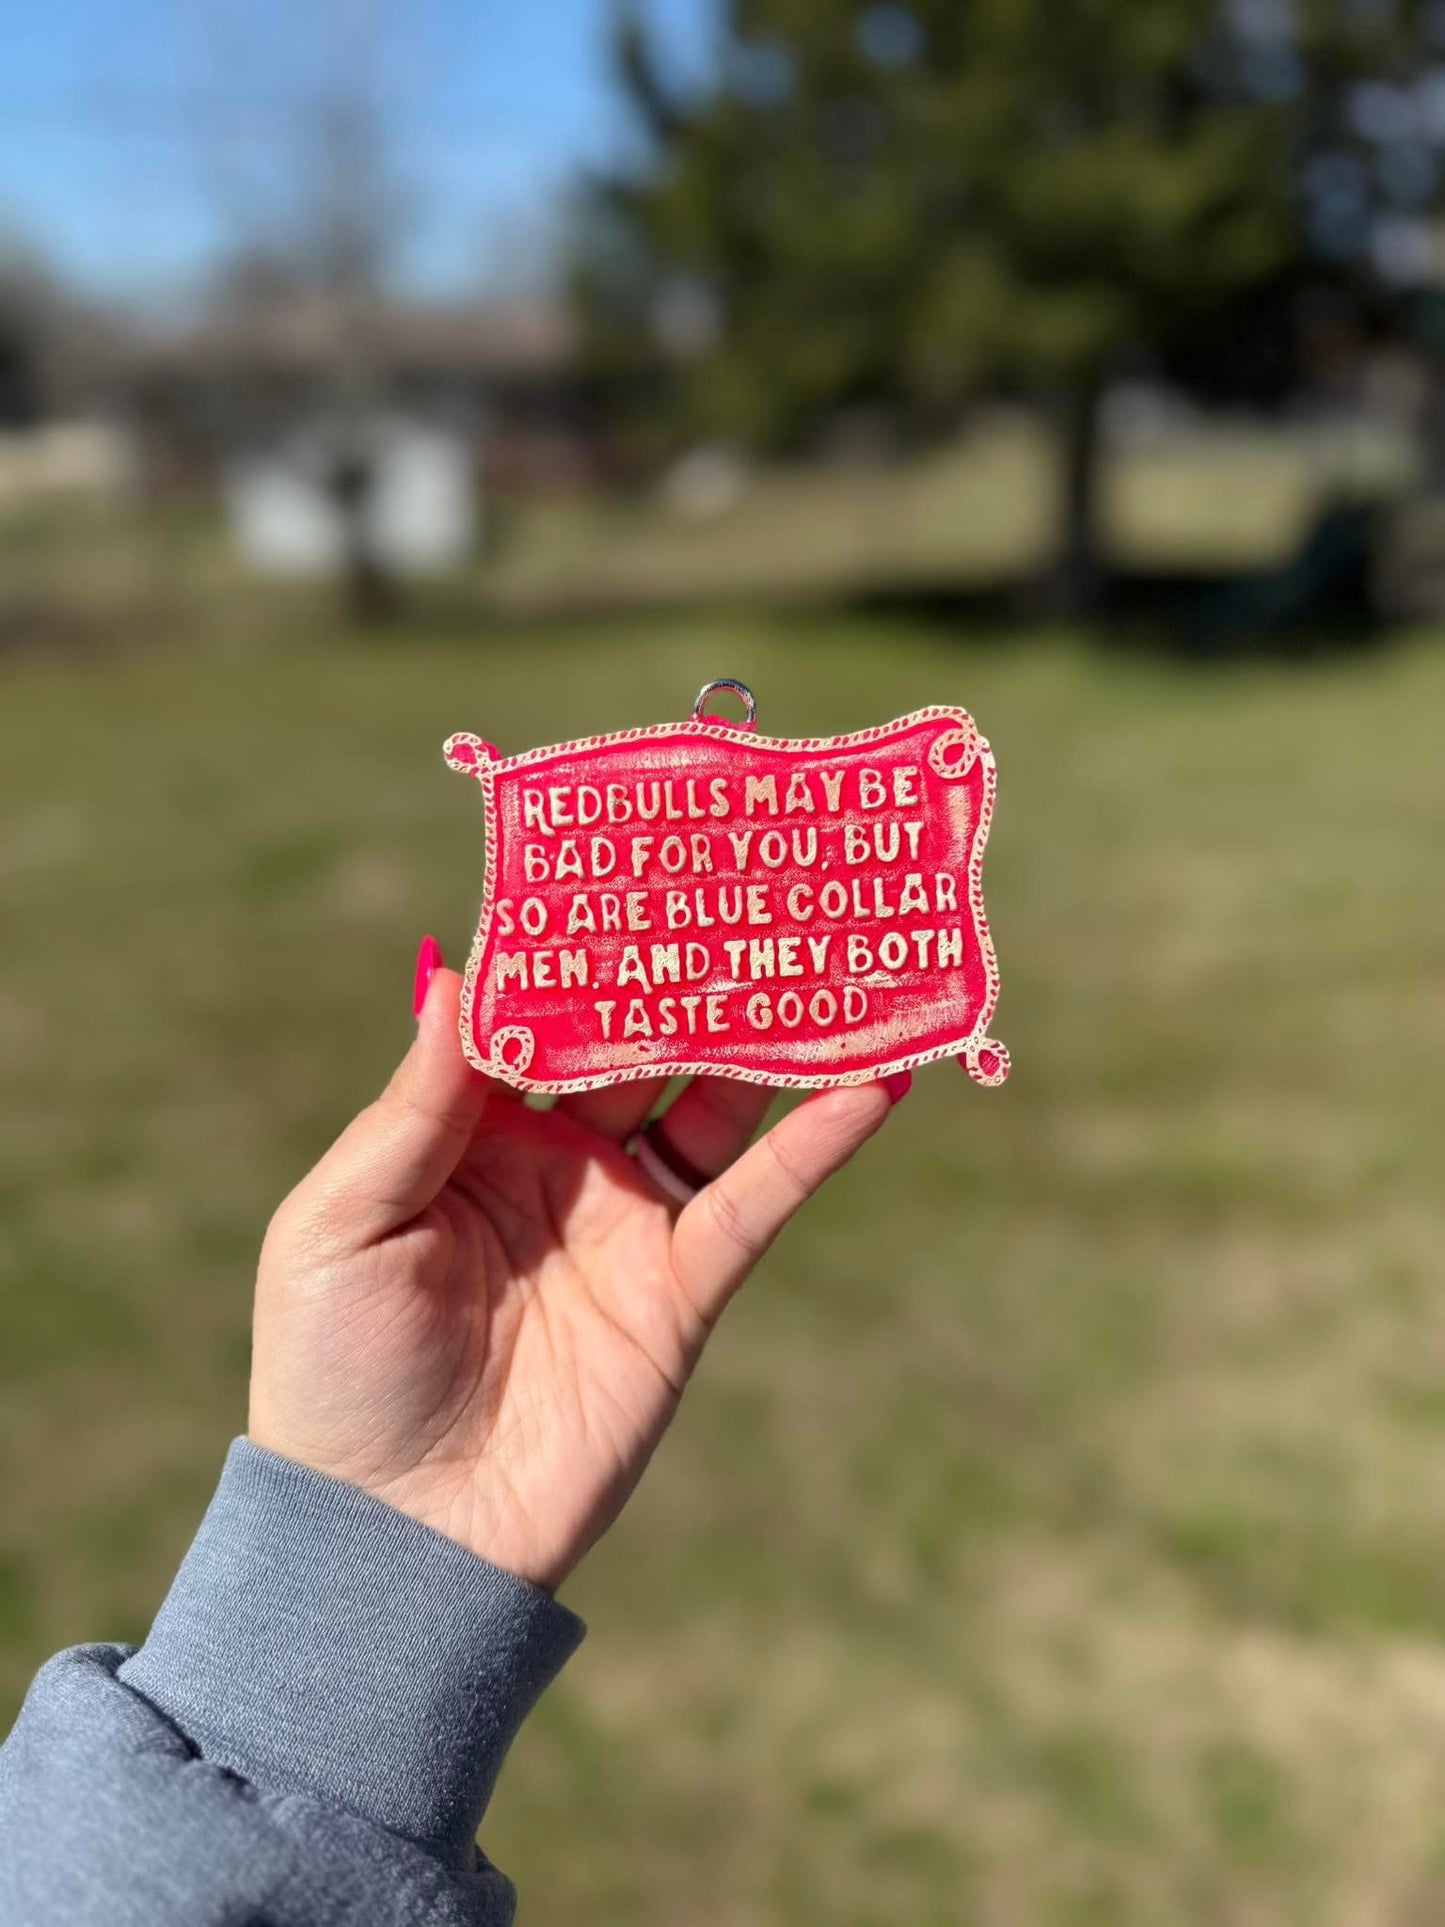 REDBULLS MAY BE
BAD FOR YOU, BUT
SO ARE BLUE COLLAR
MEN. AND THEY BOTH
TASTE GOOD